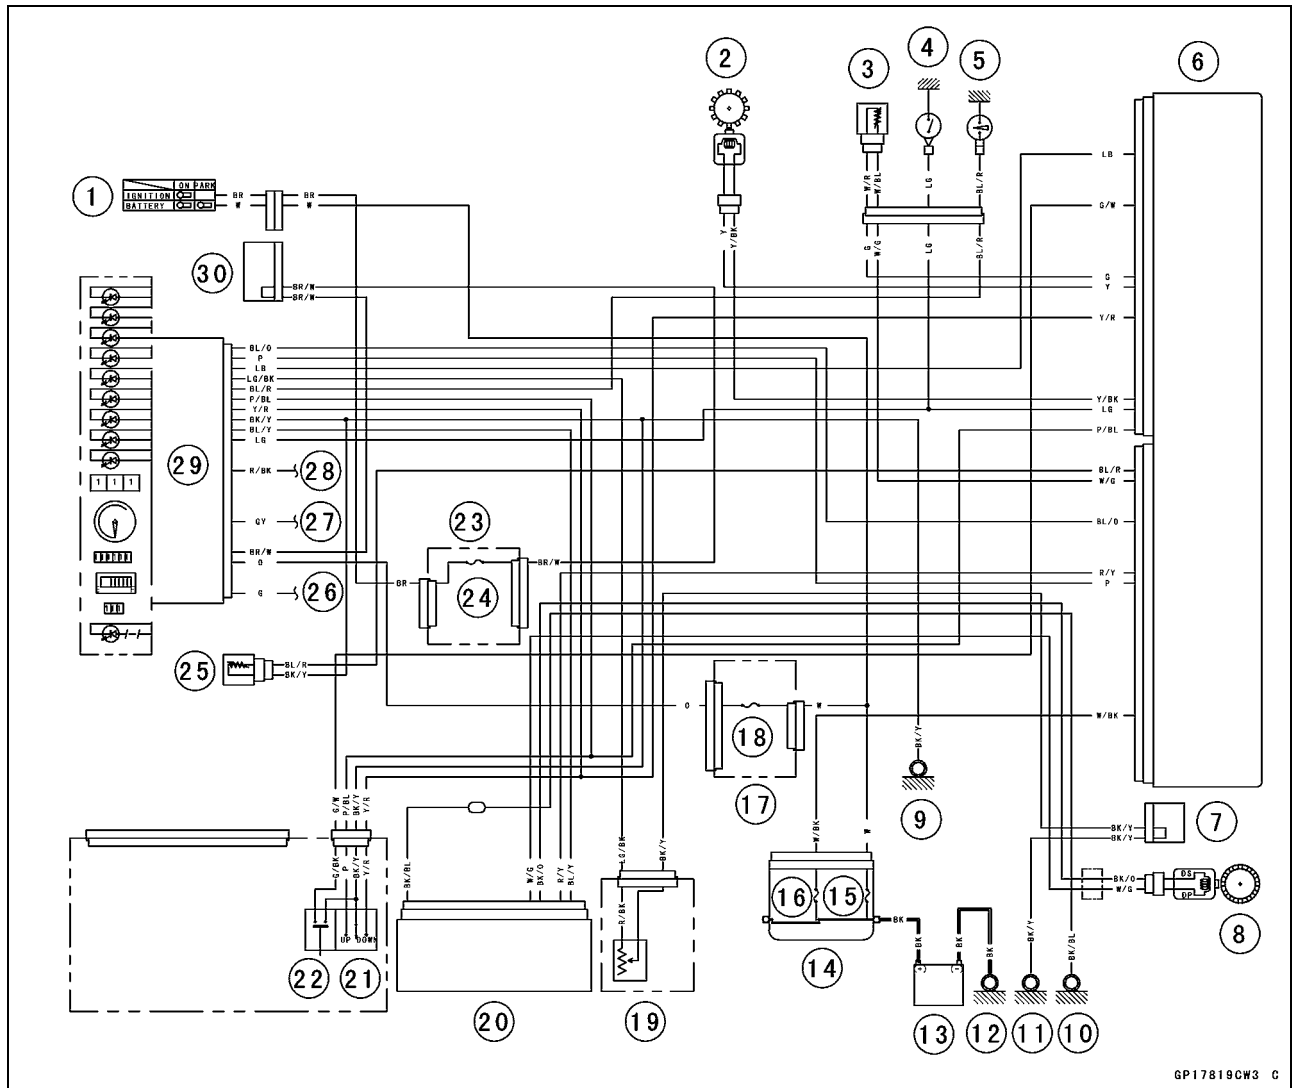 2
3
4
5
6
1
ON PARK
IGNITION
BATTERY
BR
W
BR
W
LB
G/W
W/R
W/BL
LG
BL/R
Y
Y/BK
G
W/G
LG
BL/R
G
Y
Y/R
30
BR/W
BR/W
29
BL/O
P
LB
LG/BK
BL/R
P/BL
Y/R
BK/Y
BL/Y
LG
R/BK
28
GY
27
BR/W
O
G
26
Y/BK
LG
P/BL
BL/R
W/G
BL/O
R/Y
P
W/BK
1 1 1
23
BR
BR/W
24
25
BL/R
BK/Y
O
W
18
17
BK/Y
9
G/W
P/BL
BK/Y
Y/R
G/BK
P
BK/Y
Y/R
UP DOWN
22
21
BK/BL
W/G
BK/O
R/Y
BL/Y
20
LG/BK
BK/Y
R/BK
19
W/BK
W
16
15
14
BK
BK
BK
BK
(+)
(-)
13
12
BK/Y
11
BK/BL
10
BK/Y
BK/Y
7
BK/O
W/G
DS
DP
8
GP17819CW3 C